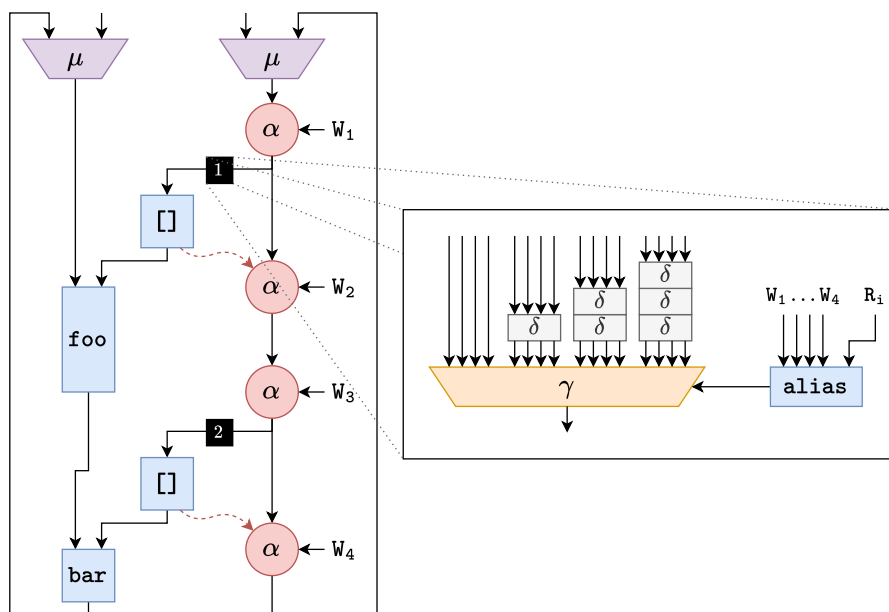 μ μ
α W₁
1
[]
α W₂
foo
α W₃
2
[]
α W₄
bar
δ
δ δ
δ δ δ
W₁...W₄ Rᵢ
γ alias